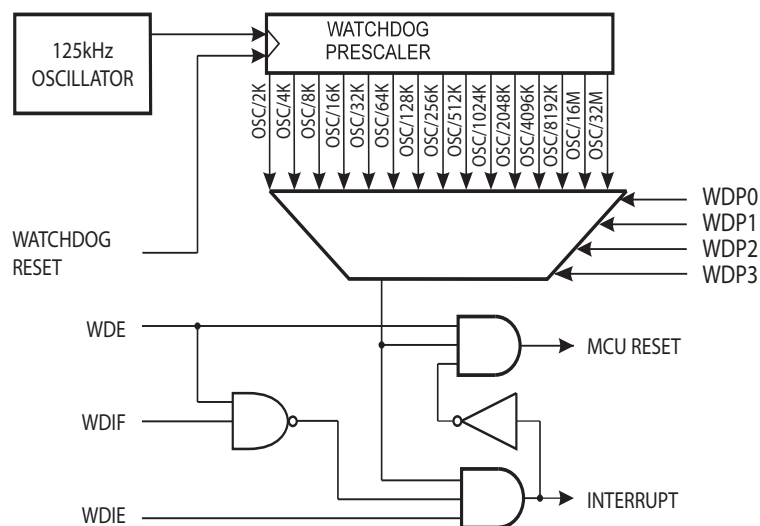 125kHz
OSCILLATOR
WATCHDOG
PRESCALER
OSC/2K
OSC/4K
OSC/8K
OSC/16K
OSC/32K
OSC/64K
OSC/128K
OSC/256K
OSC/512K
OSC/1024K
OSC/2048K
OSC/4096K
OSC/8192K
OSC/16M
OSC/32M
WDP0
WDP1
WDP2
WDP3
WATCHDOG
RESET
WDE
MCU RESET
WDIF
INTERRUPT
WDIE